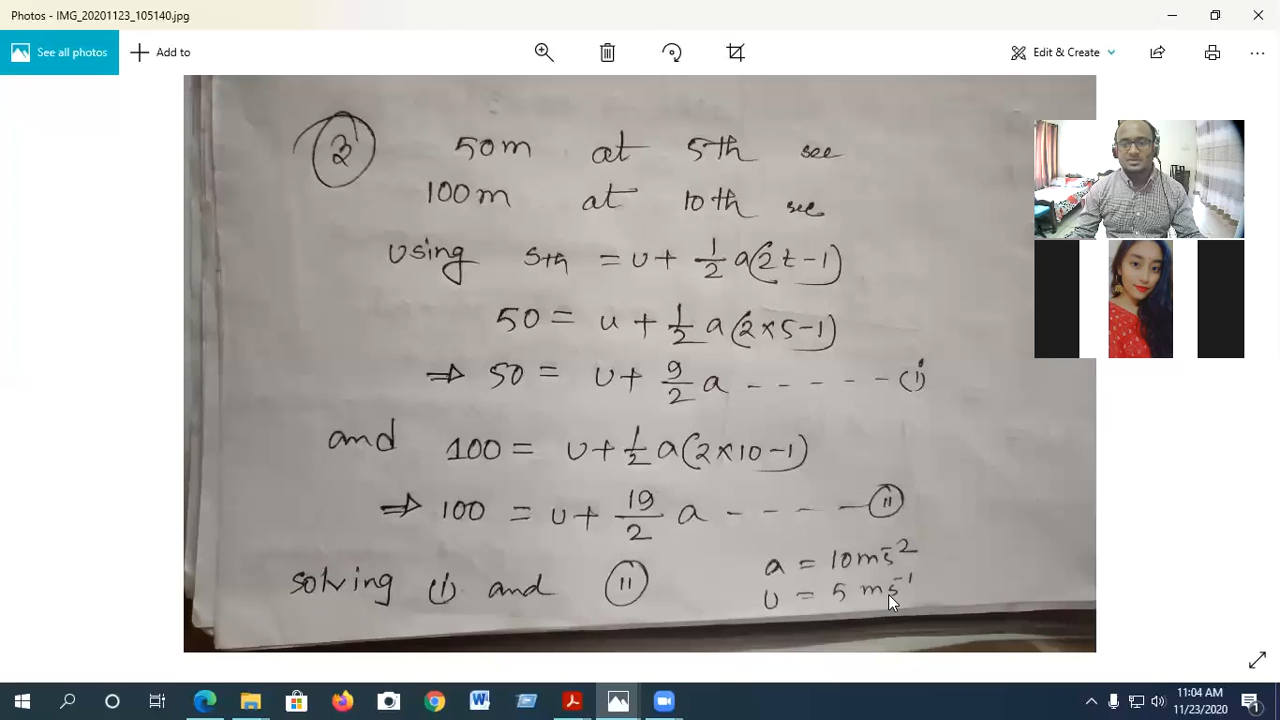 Photos - IMG_20201123_105140.jpg
See all photos
Add to
Edit & Create
3
50m at 5th sec
100m at 10th sec
Using Sth = U + 1/2 a(2t-1)
50 = u + 1/2 a(2×5-1)
⇒ 50 = U + 9/2 a - - - - - (i)
and 100 = U + 1/2 a(2×10-1)
⇒ 100 = U + 19/2 a - - - - (ii)
solving (i) and (ii)
a = 10ms⁻²
U = 5 ms⁻¹
11:04 AM
11/23/2020
1